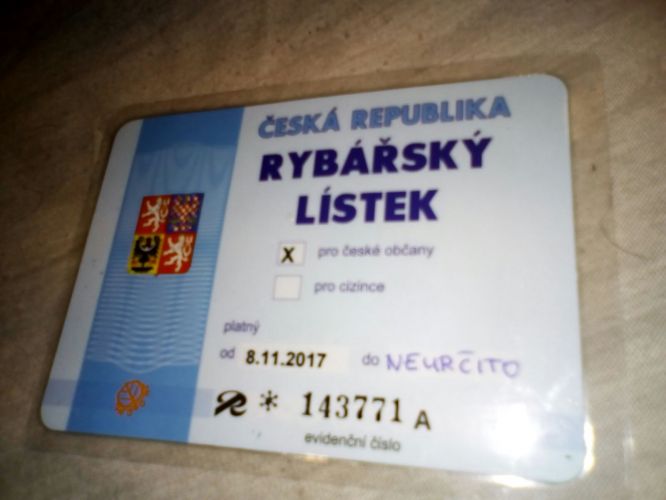 ČESKÁ REPUBLIKA
RYBÁŘSKÝ
LÍSTEK
X pro české občany
pro cizince
platný
od 8.11.2017 do NEURČITO
R * 143771 A
evidenční číslo